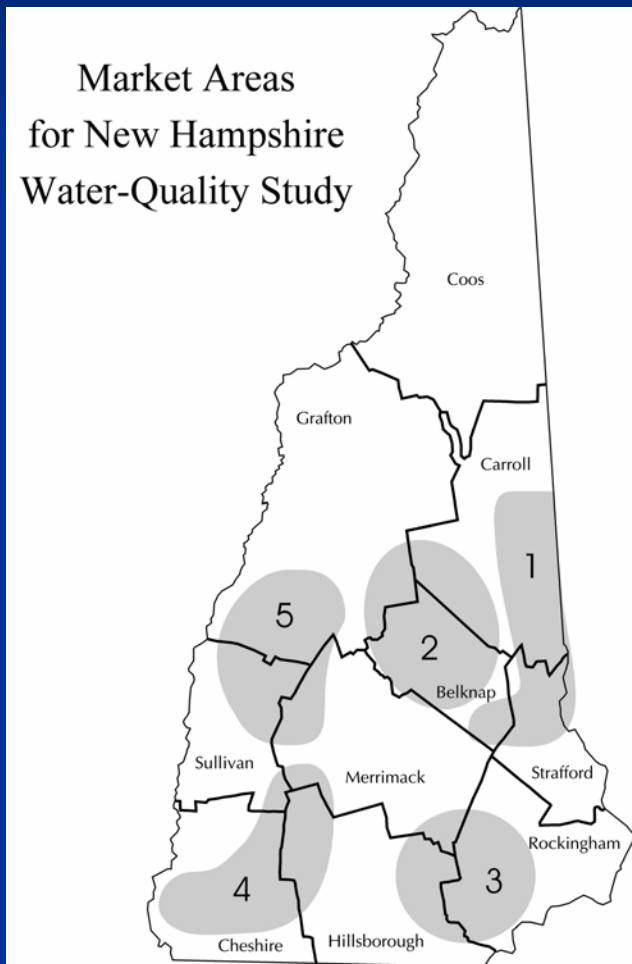 Market Areas
for New Hampshire
Water-Quality Study
Coos
Grafton
Carroll
1
5
2
Belknap
Sullivan
Merrimack
Strafford
Rockingham
4
3
Cheshire
Hillsborough